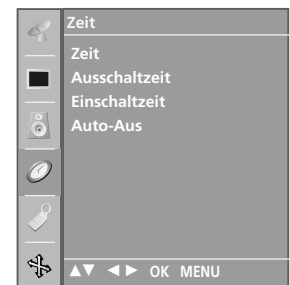 Zeit
Zeit
Ausschaltzeit
Einschaltzeit
Auto-Aus
▲▼ ◄► OK MENU